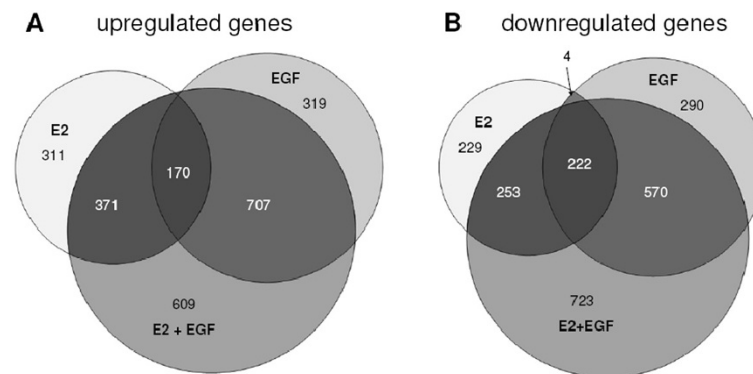 A upregulated genes
E2
311
EGF
319
170
371
707
609
E2 + EGF
B downregulated genes
4
E2
229
EGF
290
222
253
570
723
E2+EGF